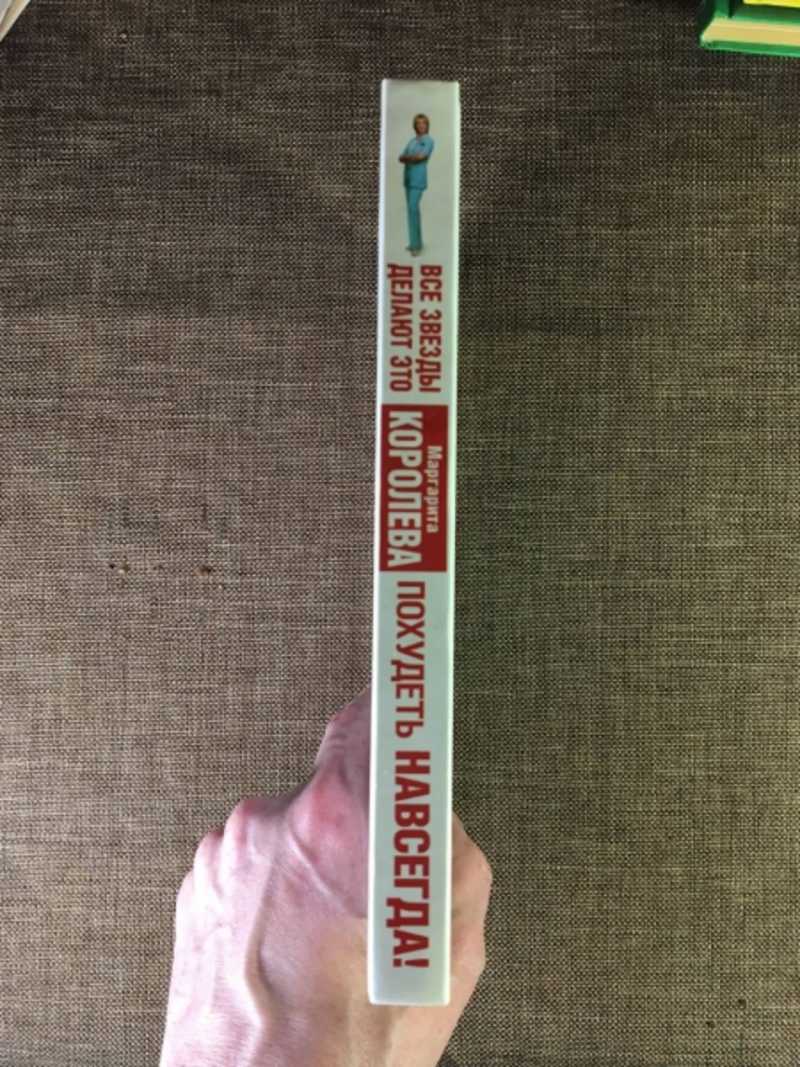 ВСЕ ЗВЕЗДЫ
ДЕЛАЮТ ЭТО
Маргарита
КОРОЛЕВА
ПОХУДЕТЬ НАВСЕГДА!